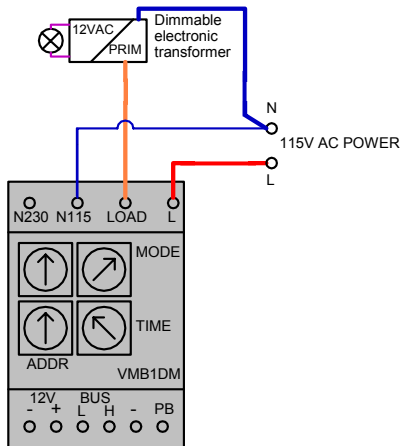 12VAC
PRIM
Dimmable
electronic
transformer
N
115V AC POWER
L
N230 N115 LOAD L
MODE
TIME
ADDR
VMB1DM
12V BUS
- + L H - PB